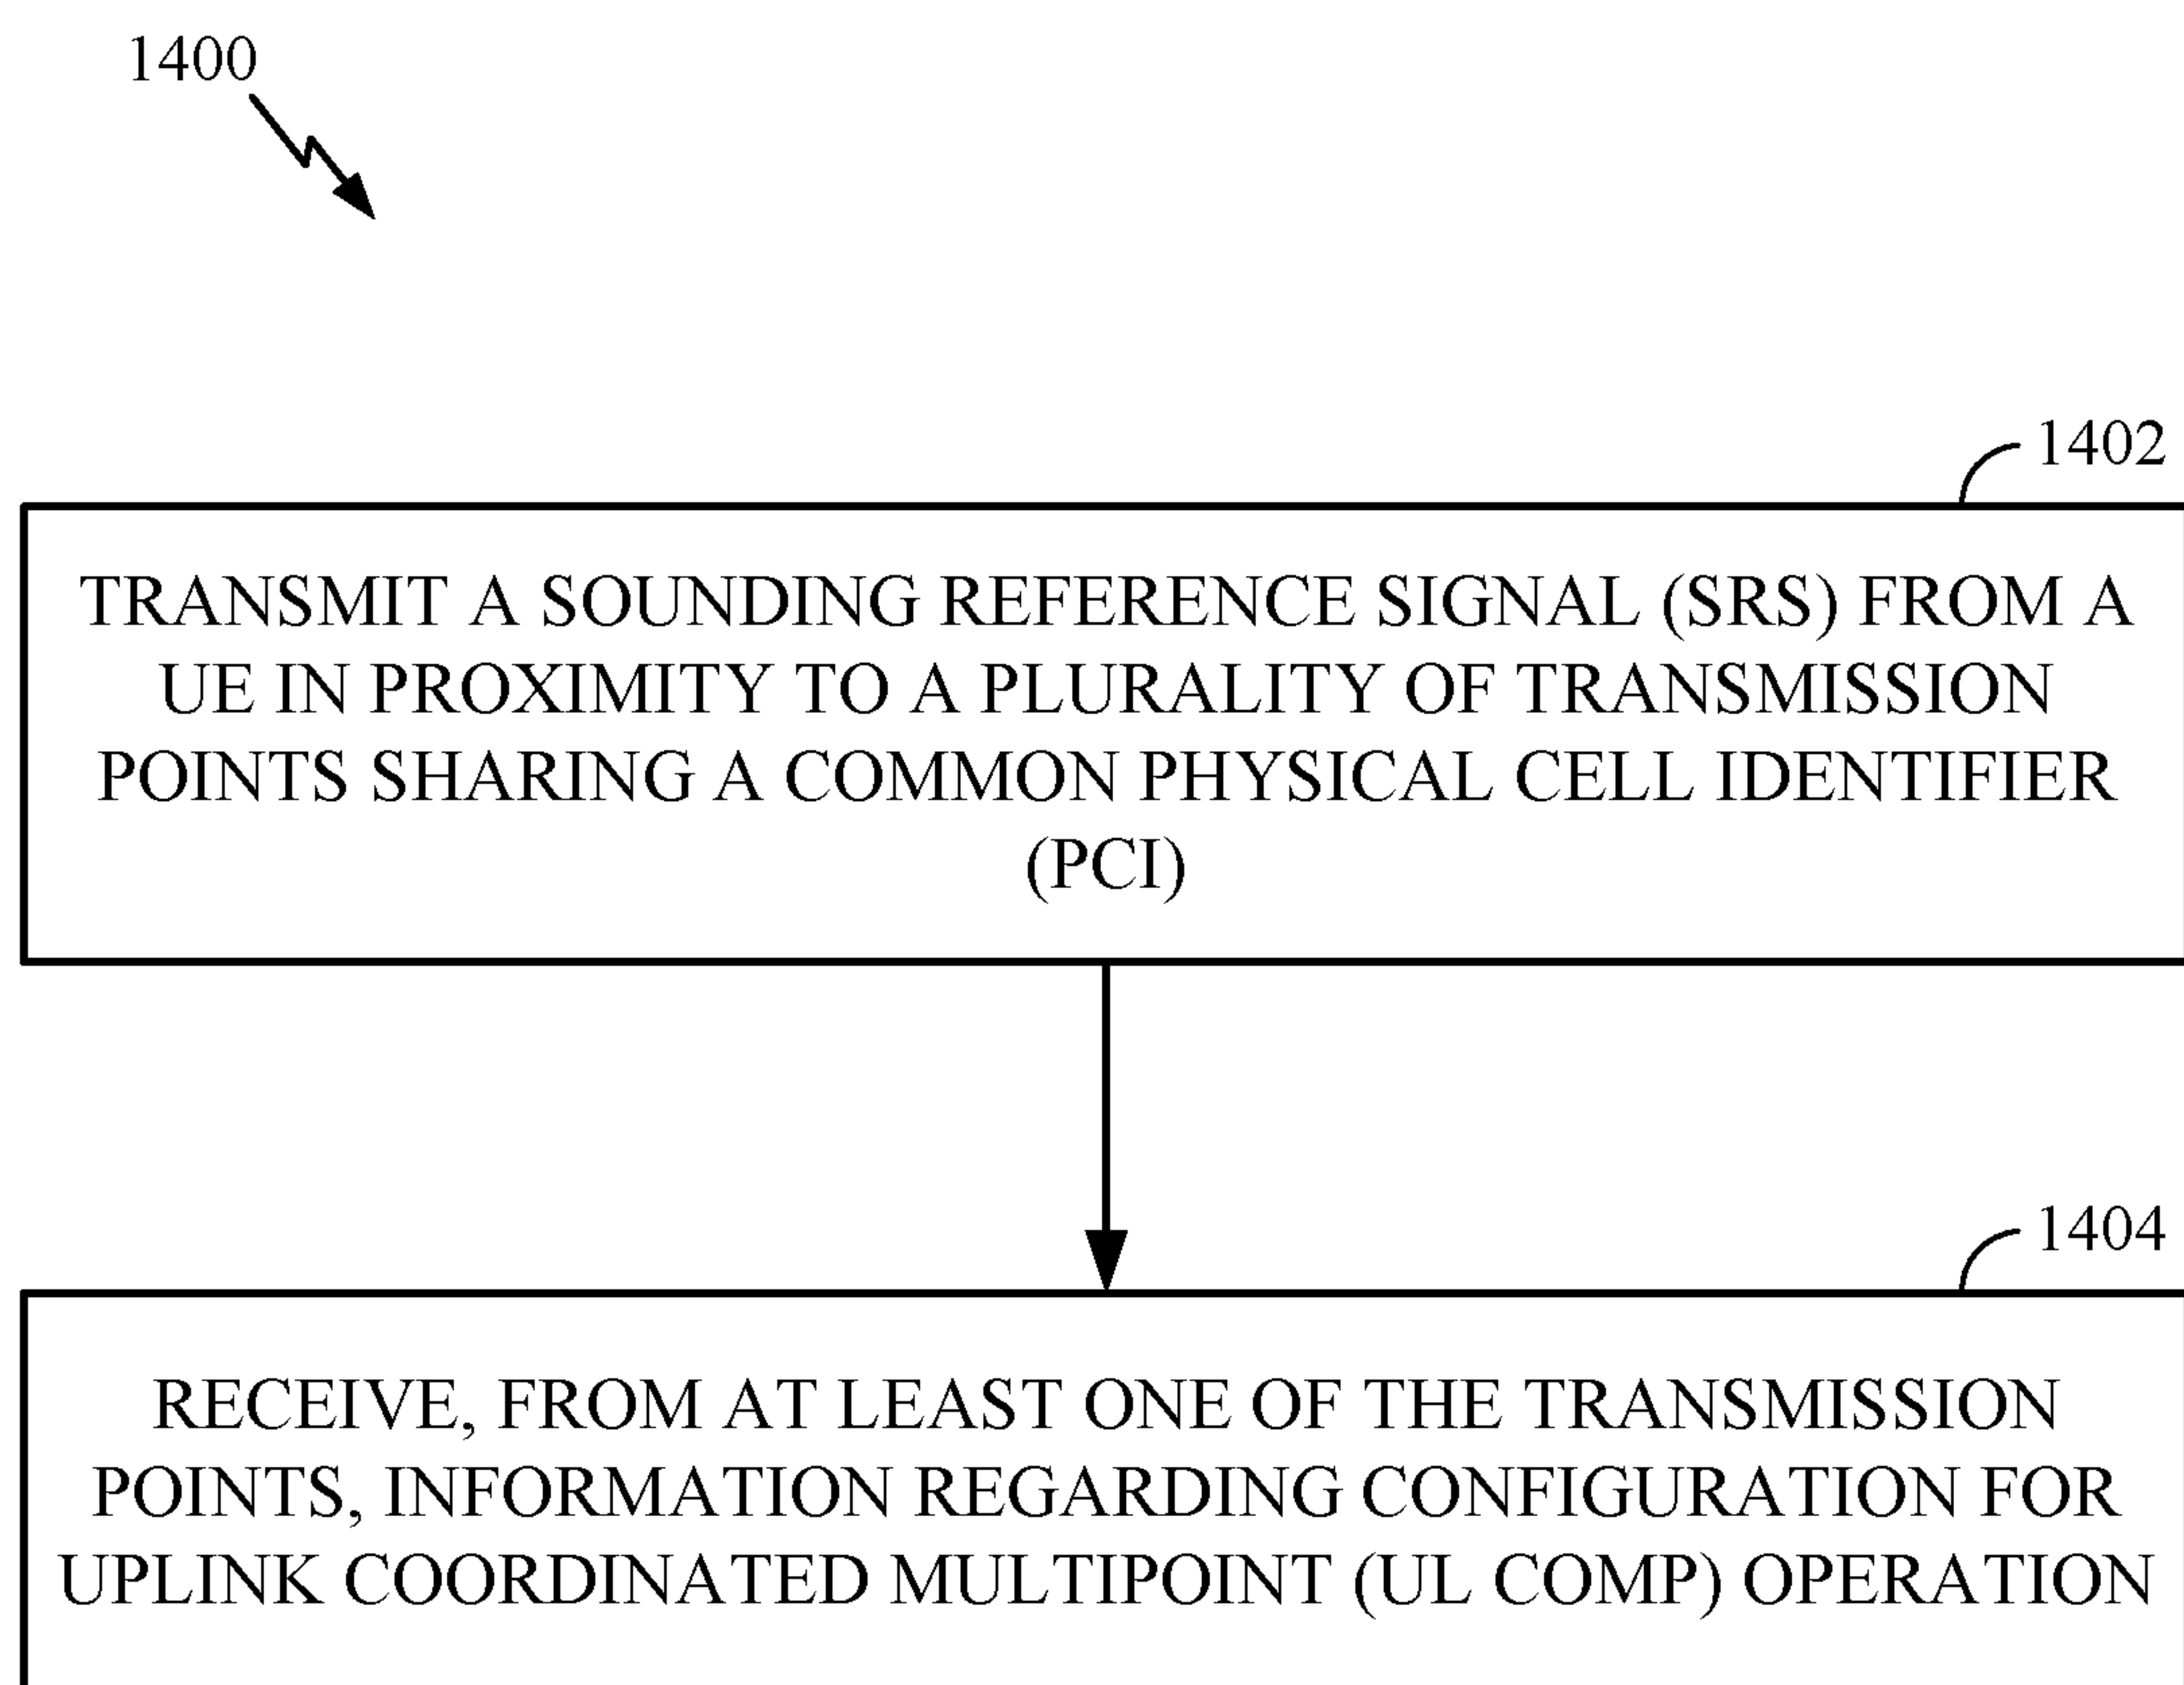 1400
1402
TRANSMIT A SOUNDING REFERENCE SIGNAL (SRS) FROM A
UE IN PROXIMITY TO A PLURALITY OF TRANSMISSION
POINTS SHARING A COMMON PHYSICAL CELL IDENTIFIER
(PCI)
1404
RECEIVE, FROM AT LEAST ONE OF THE TRANSMISSION
POINTS, INFORMATION REGARDING CONFIGURATION FOR
UPLINK COORDINATED MULTIPOINT (UL COMP) OPERATION